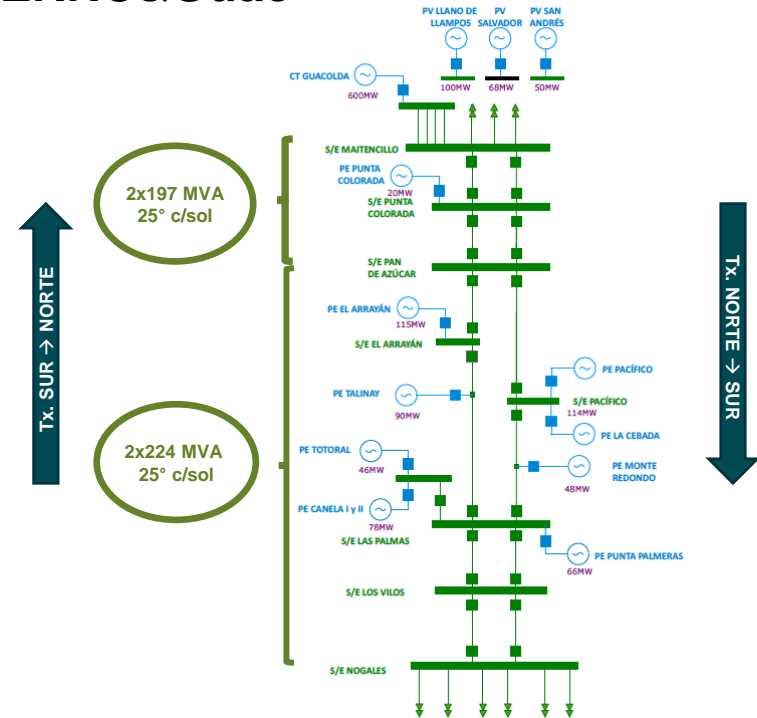 PV LLANO DE
LLAMPOS
PV
SALVADOR
PV SAN
ANDRÉS
100MW
68MW
50MW
CT GUACOLDA
600MW
S/E MAITENCILLO
PE PUNTA
COLORADA
20MW
S/E PUNTA
COLORADA
2x197 MVA
25° c/sol
S/E PAN
DE AZÚCAR
Tx. SUR → NORTE
Tx. NORTE → SUR
PE EL ARRAYÁN
115MW
S/E EL ARRAYÁN
PE TALINAY
90MW
PE PACÍFICO
S/E PACÍFICO
114MW
PE LA CEBADA
2x224 MVA
25° c/sol
PE TOTORAL
46MW
PE MONTE
REDONDO
48MW
PE CANELA I y II
78MW
S/E LAS PALMAS
PE PUNTA PALMERAS
66MW
S/E LOS VILOS
S/E NOGALES